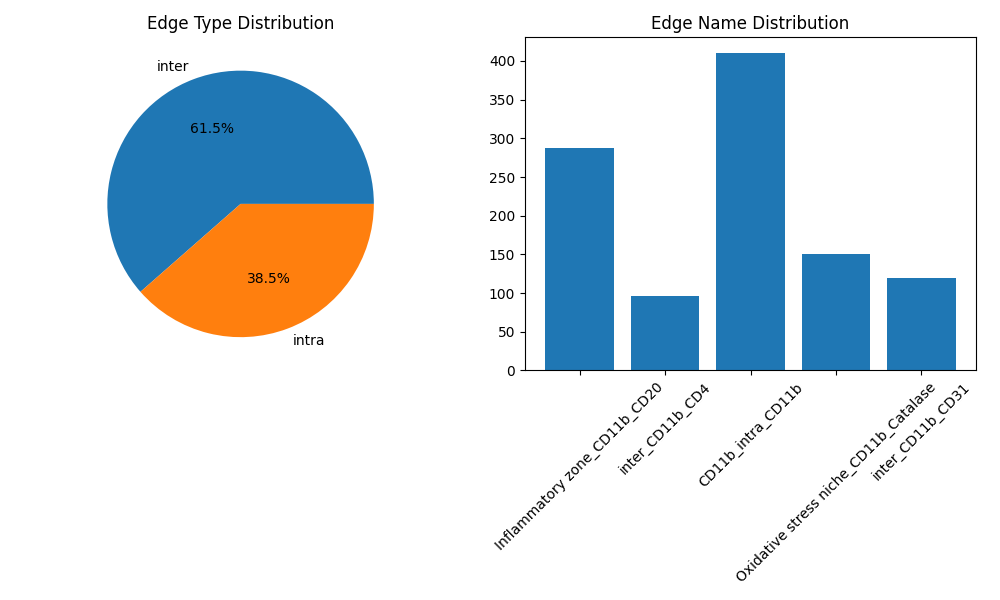 Edge Type Distribution
inter
61.5%
38.5%
intra
Edge Name Distribution
400
350
300
250
200
150
100
50
0
Inflammatory zone_CD11b_CD20
inter_CD11b_CD4
CD11b_intra_CD11b
Oxidative stress niche_CD11b_Catalase
inter_CD11b_CD31